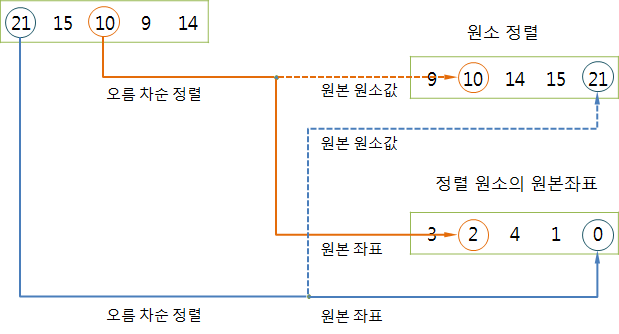 21 15 10 9 14
원소 정렬
9 10 14 15 21
오름 차순 정렬
원본 원소값
원본 원소값
정렬 원소의 원본좌표
3 2 4 1 0
원본 좌표
오름 차순 정렬
원본 좌표